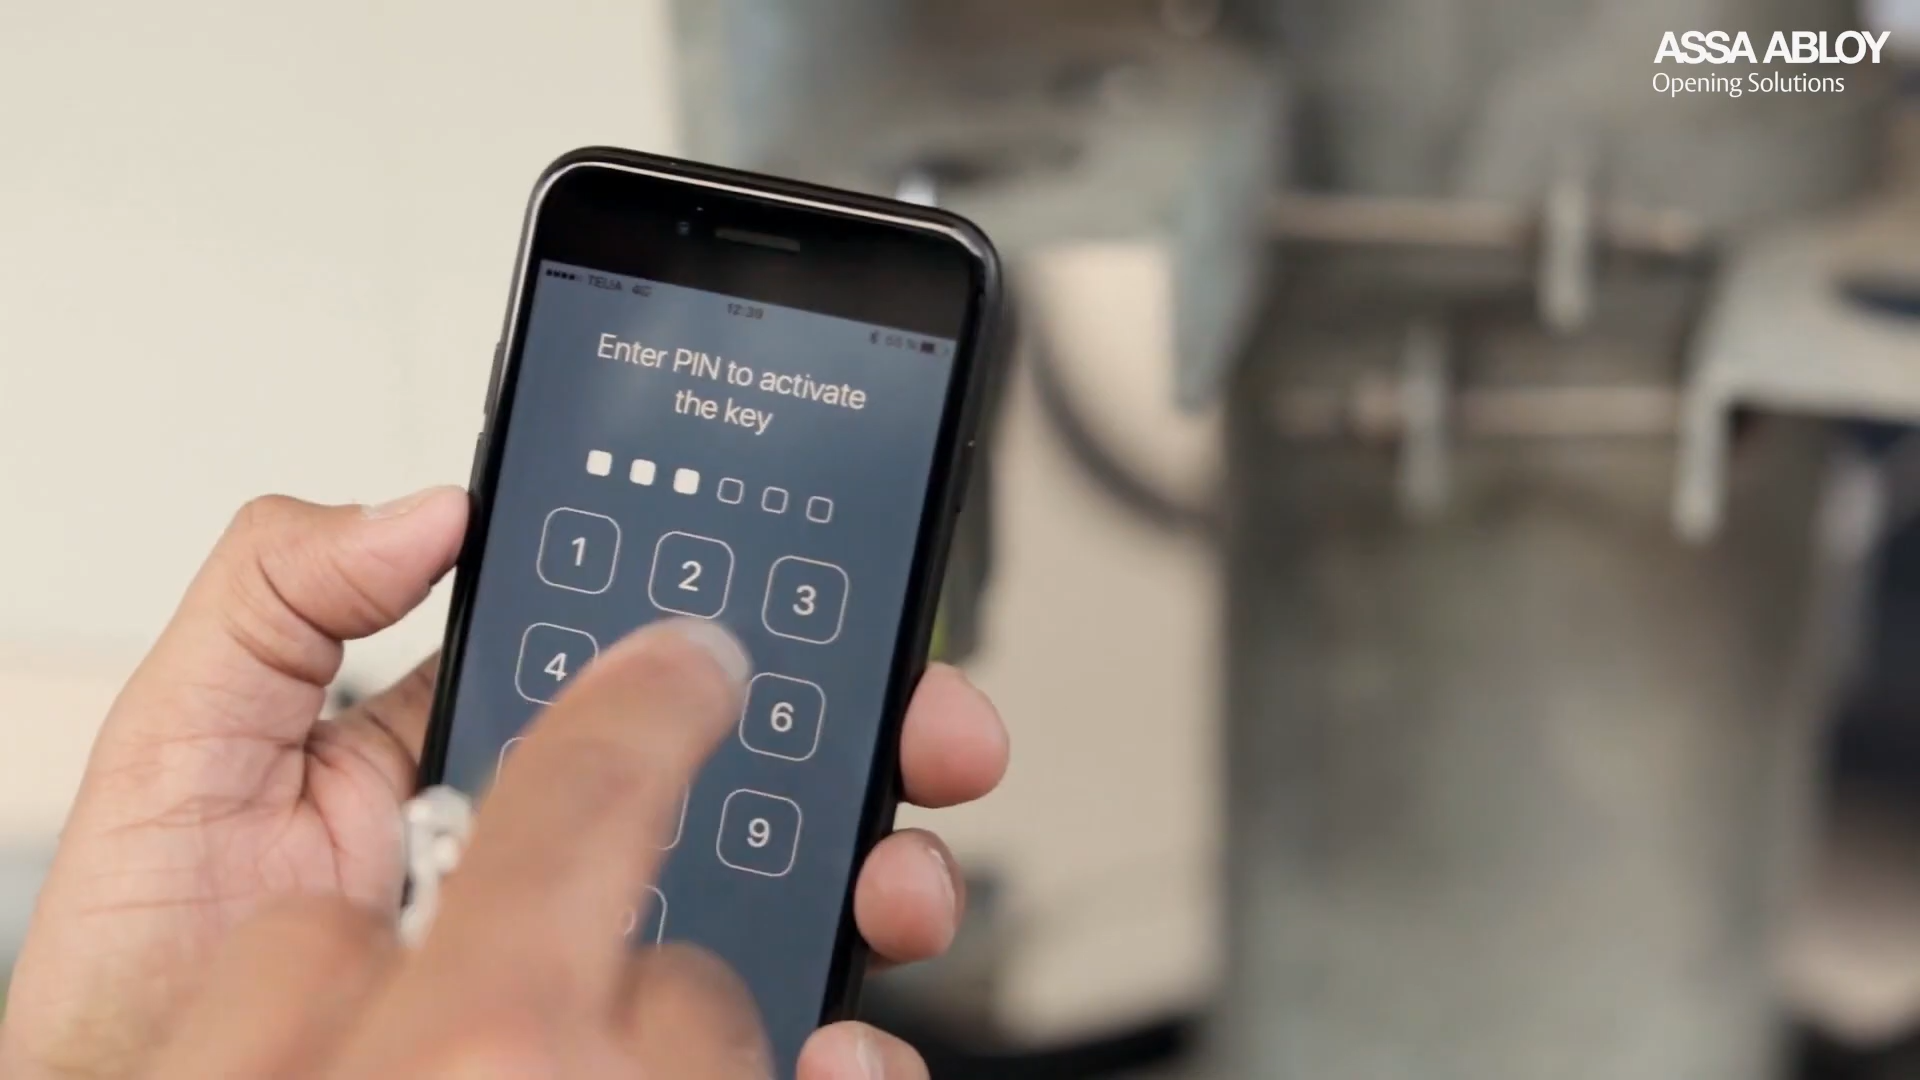 ASSA ABLOY
Opening Solutions
TELIA 4G
12:39
Enter PIN to activate
the key
1
2
3
4
6
9